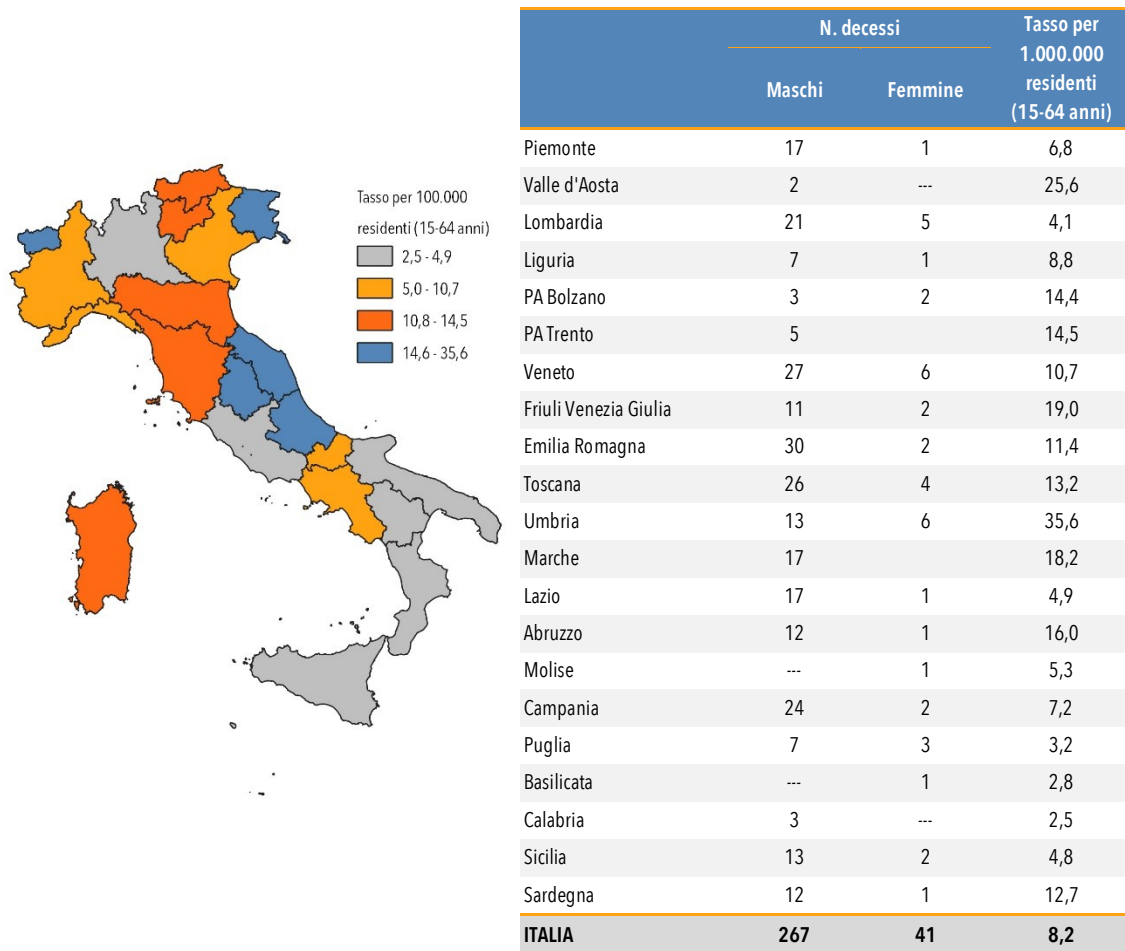 Tasso per 100.000
residenti (15-64 anni)
2,5 - 4,9
5,0 - 10,7
10,8 - 14,5
14,6 - 35,6
N. decessi
Tasso per
1.000.000
residenti
(15-64 anni)
Maschi Femmine
Piemonte 17 1 6,8
Valle d'Aosta 2 --- 25,6
Lombardia 21 5 4,1
Liguria 7 1 8,8
PA Bolzano 3 2 14,4
PA Trento 5 14,5
Veneto 27 6 10,7
Friuli Venezia Giulia 11 2 19,0
Emilia Romagna 30 2 11,4
Toscana 26 4 13,2
Umbria 13 6 35,6
Marche 17 18,2
Lazio 17 1 4,9
Abruzzo 12 1 16,0
Molise --- 1 5,3
Campania 24 2 7,2
Puglia 7 3 3,2
Basilicata --- 1 2,8
Calabria 3 --- 2,5
Sicilia 13 2 4,8
Sardegna 12 1 12,7
ITALIA 267 41 8,2